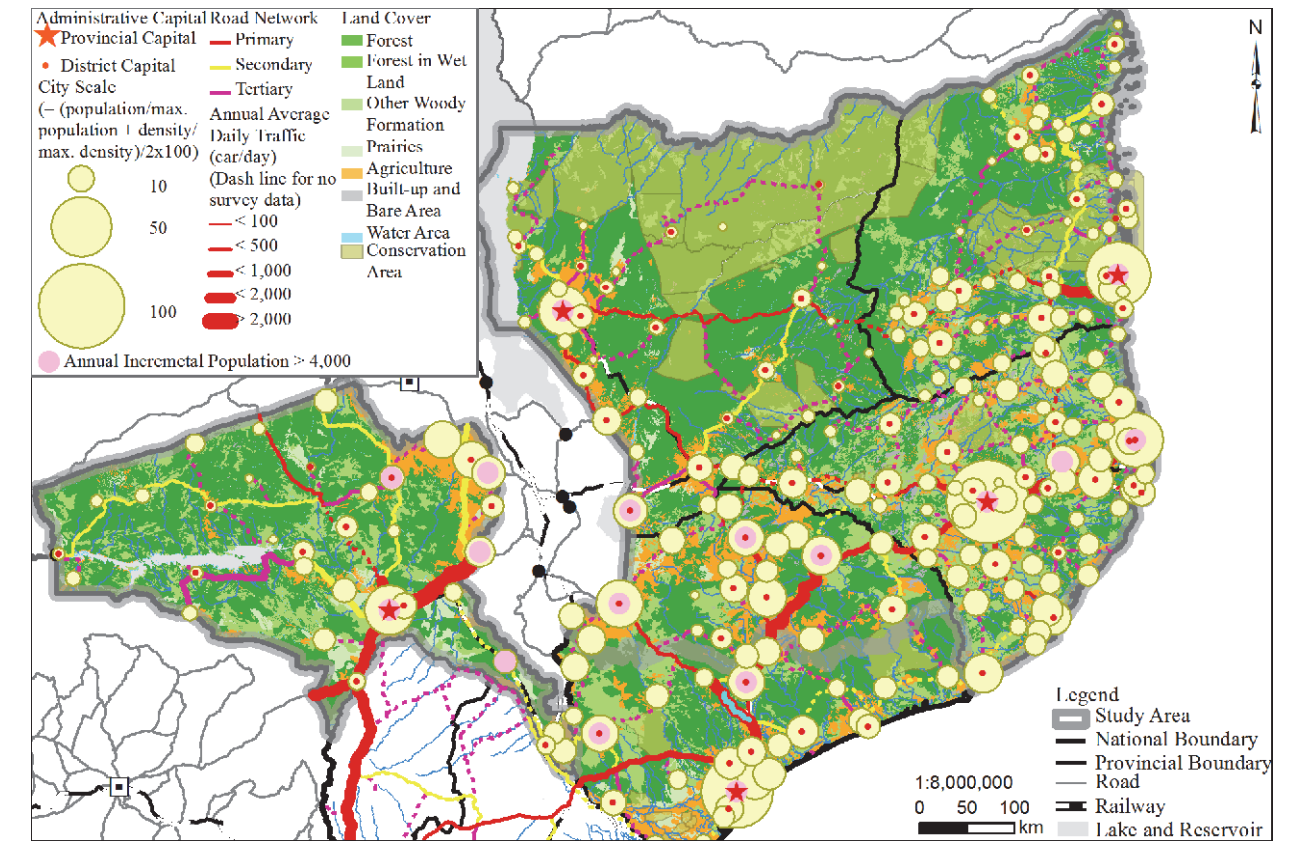 Administrative Capital
Provincial Capital
District Capital
City Scale
(= (population/max.
population + density/
max. density)/2x100)
10
50
100
Annual Incremetal Population > 4,000
Road Network
Primary
Secondary
Tertiary
Annual Average
Daily Traffic
(car/day)
(Dash line for no
survey data)
< 100
< 500
< 1,000
< 2,000
> 2,000
Land Cover
Forest
Forest in Wet
Land
Other Woody
Formation
Prairies
Agriculture
Built-up and
Bare Area
Water Area
Conservation
Area
N
Legend
Study Area
National Boundary
Provincial Boundary
Road
Railway
Lake and Reservoir
1:8,000,000
0 50 100
km